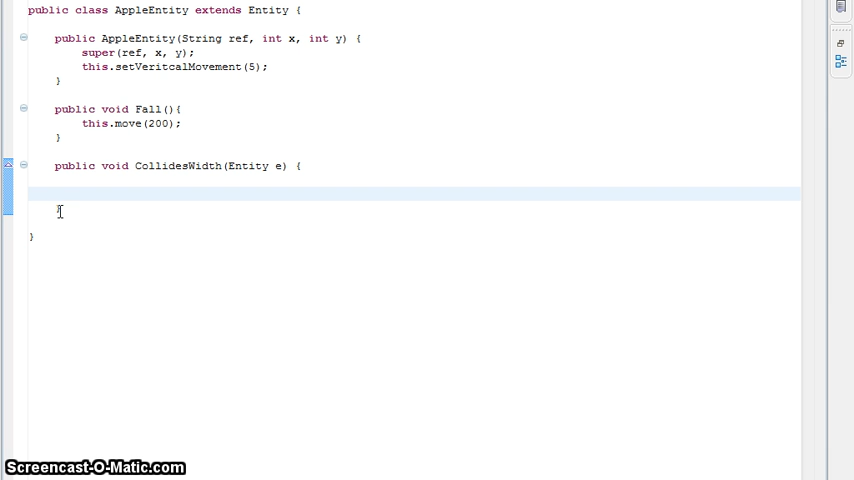 public class AppleEntity extends Entity {
public AppleEntity(String ref, int x, int y) {
super(ref, x, y);
this.setVeritcalMovement(5);
}
public void Fall(){
this.move(200);
}
public void CollidesWidth(Entity e) {
}
}
Screencast-O-Matic.com